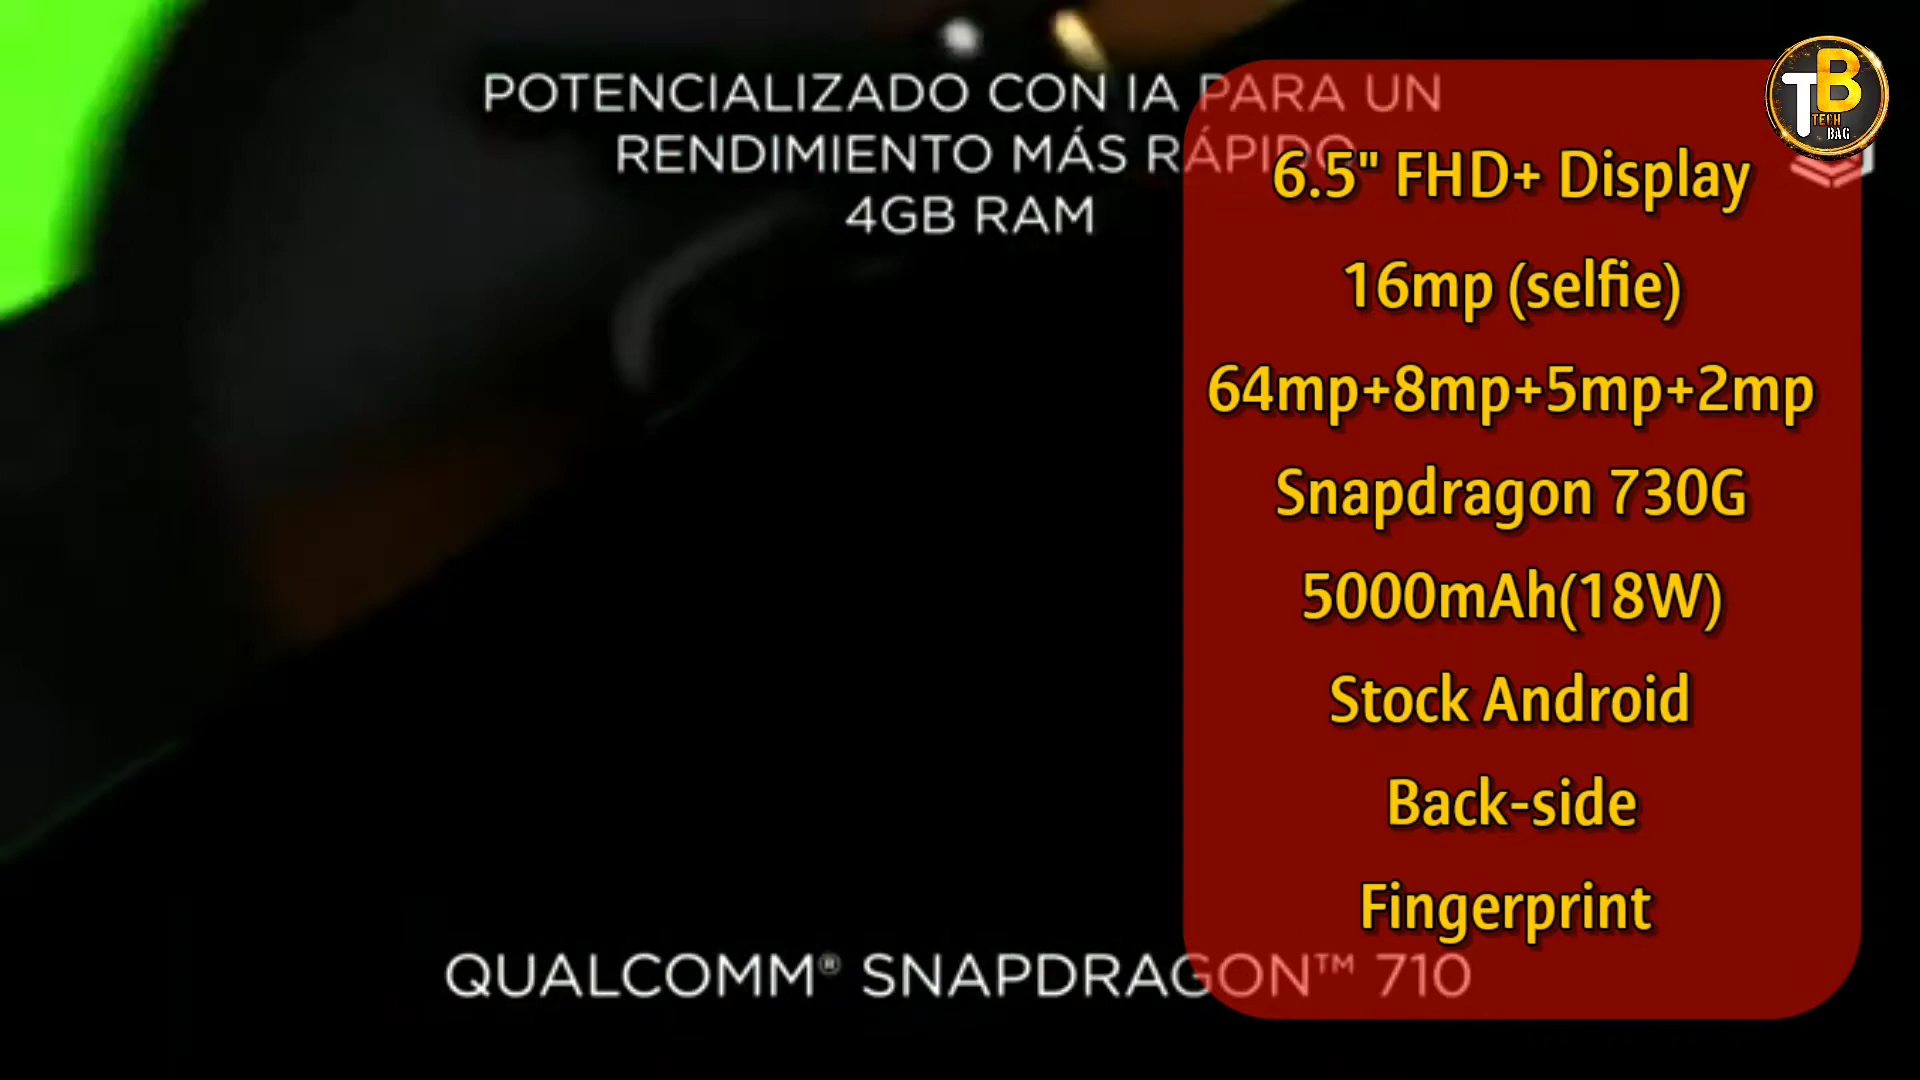 POTENCIALIZADO CON IA PARA UN
RENDIMIENTO MÁS RÁPIDO
4GB RAM
TB
TECH
BAG
6.5" FHD+ Display
16mp (selfie)
64mp+8mp+5mp+2mp
Snapdragon 730G
5000mAh(18W)
Stock Android
Back-side
Fingerprint
QUALCOMM® SNAPDRAGON™ 710